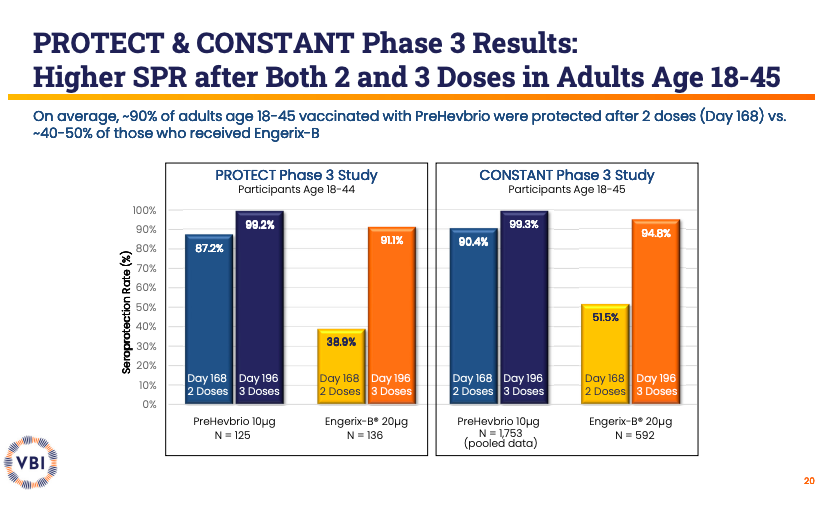 PROTECT & CONSTANT Phase 3 Results:
Higher SPR after Both 2 and 3 Doses in Adults Age 18-45
On average, ~90% of adults age 18-45 vaccinated with PreHevbrio were protected after 2 doses (Day 168) vs.
~40-50% of those who received Engerix-B
PROTECT Phase 3 Study
Participants Age 18-44
Seroprotection Rate (%)
100%
90%
80%
70%
60%
50%
40%
30%
20%
10%
0%
87.2%
99.2%
38.9%
91.1%
Day 168
2 Doses
Day 196
3 Doses
Day 168
2 Doses
Day 196
3 Doses
PreHevbrio 10µg
N = 125
Engerix-B® 20µg
N = 136
CONSTANT Phase 3 Study
Participants Age 18-45
90.4%
99.3%
51.5%
94.8%
Day 168
2 Doses
Day 196
3 Doses
Day 168
2 Doses
Day 196
3 Doses
PreHevbrio 10µg
N = 1,753
(pooled data)
Engerix-B® 20µg
N = 592
VBI
20